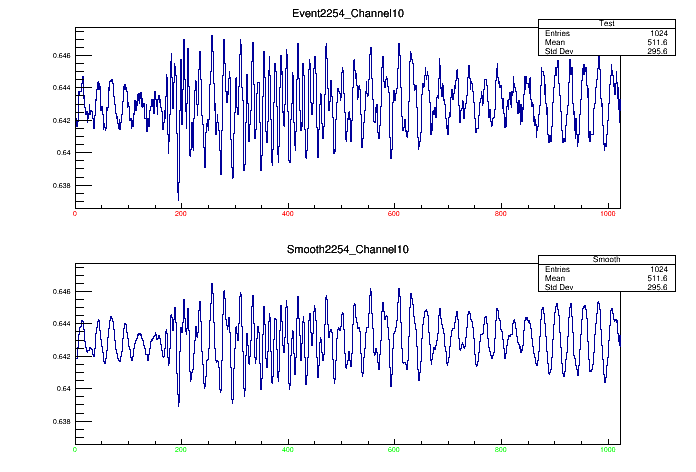 Event2254_Channel10
Test
Entries 1024
Mean 511.6
Std Dev 295.6
0.646
0.644
0.642
0.64
0.638
0 200 400 600 800 1000
Smooth2254_Channel10
Smooth
Entries 1024
Mean 511.6
Std Dev 295.6
0.646
0.644
0.642
0.64
0.638
0 200 400 600 800 1000